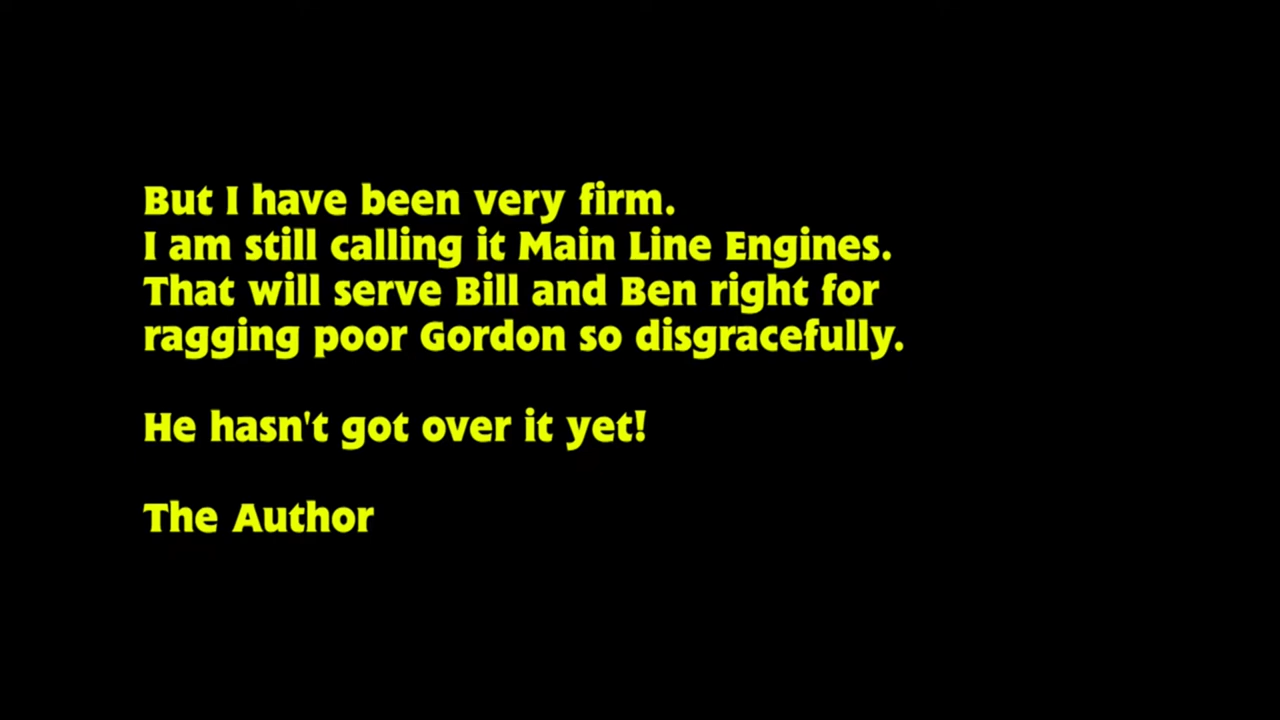 But I have been very firm.
I am still calling it Main Line Engines.
That will serve Bill and Ben right for
ragging poor Gordon so disgracefully.
He hasn't got over it yet!
The Author